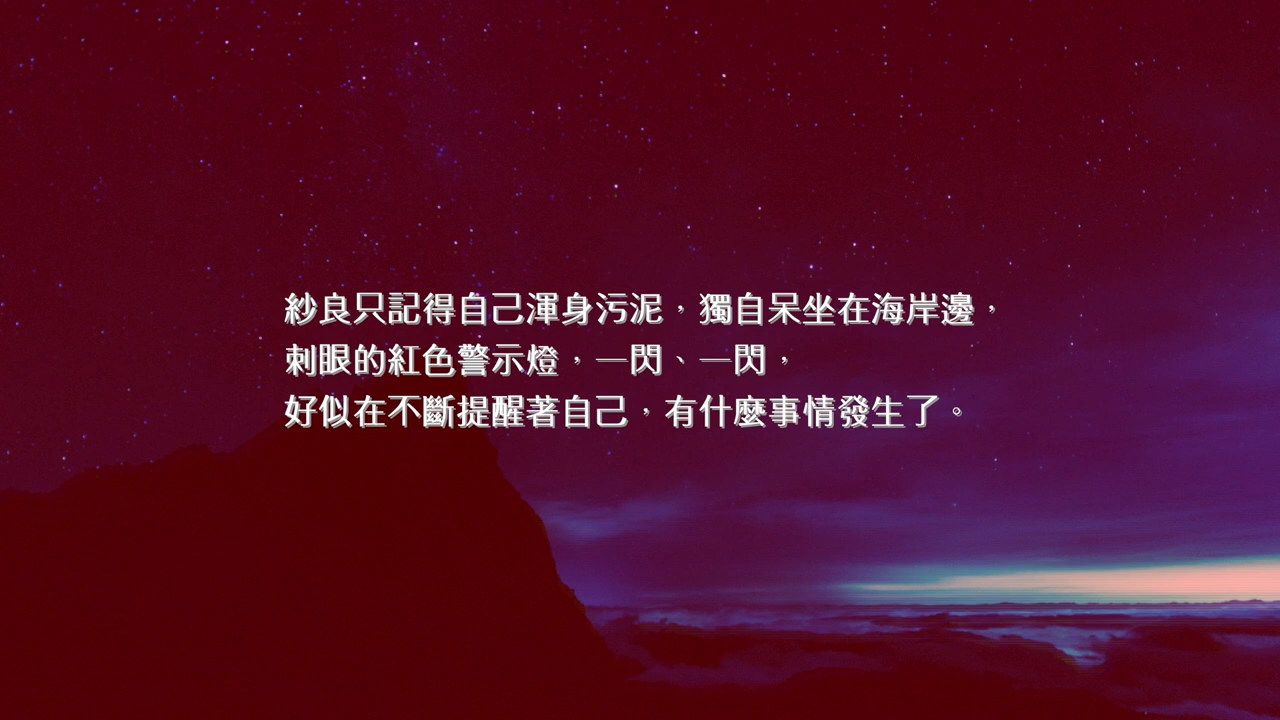 紗良只記得自己渾身污泥，獨自呆坐在海岸邊，
刺眼的紅色警示燈，一閃、一閃，
好似在不斷提醒著自己，有什麼事情發生了。